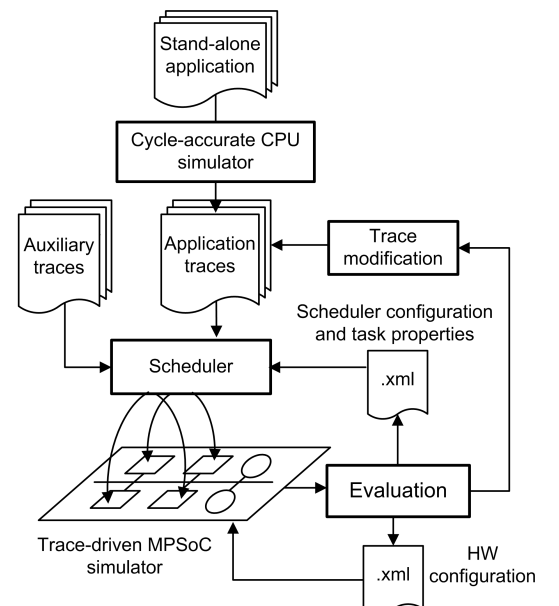 Stand-alone
application
Cycle-accurate CPU
simulator
Auxiliary
traces
Application
traces
Trace
modification
Scheduler configuration
and task properties
Scheduler
.xml
Evaluation
Trace-driven MPSoC
simulator
.xml
HW
configuration